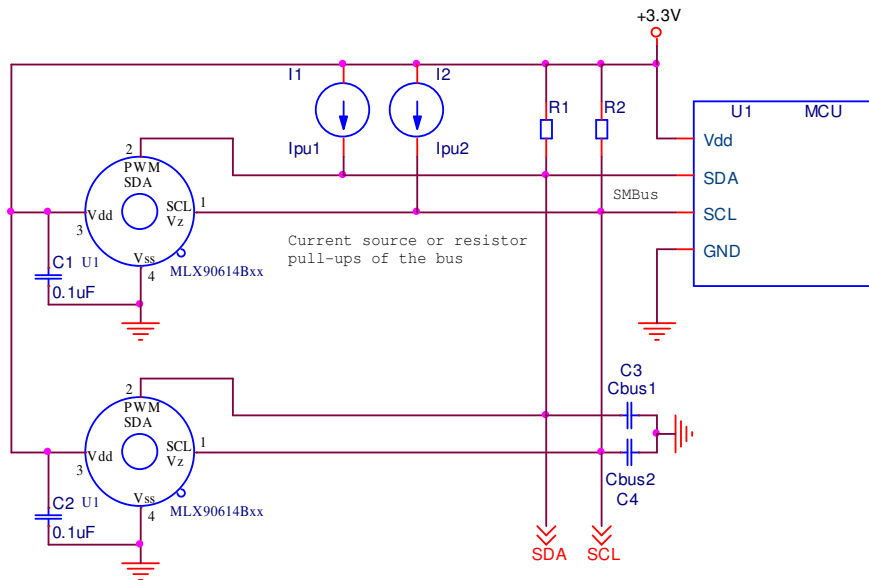 +3.3V
I1
I2
R1
R2
U1
MCU
Ipu1
Ipu2
Vdd
SDA
SCL
GND
SMBus
2
PWM
SDA
SCL
Vz
1
Vdd
3
Vss
4
U1
MLX90614Bxx
C1
0.1uF
Current source or resistor
pull-ups of the bus
2
PWM
SDA
SCL
Vz
1
Vdd
3
Vss
4
U1
MLX90614Bxx
C2
0.1uF
C3
Cbus1
Cbus2
C4
SDA
SCL